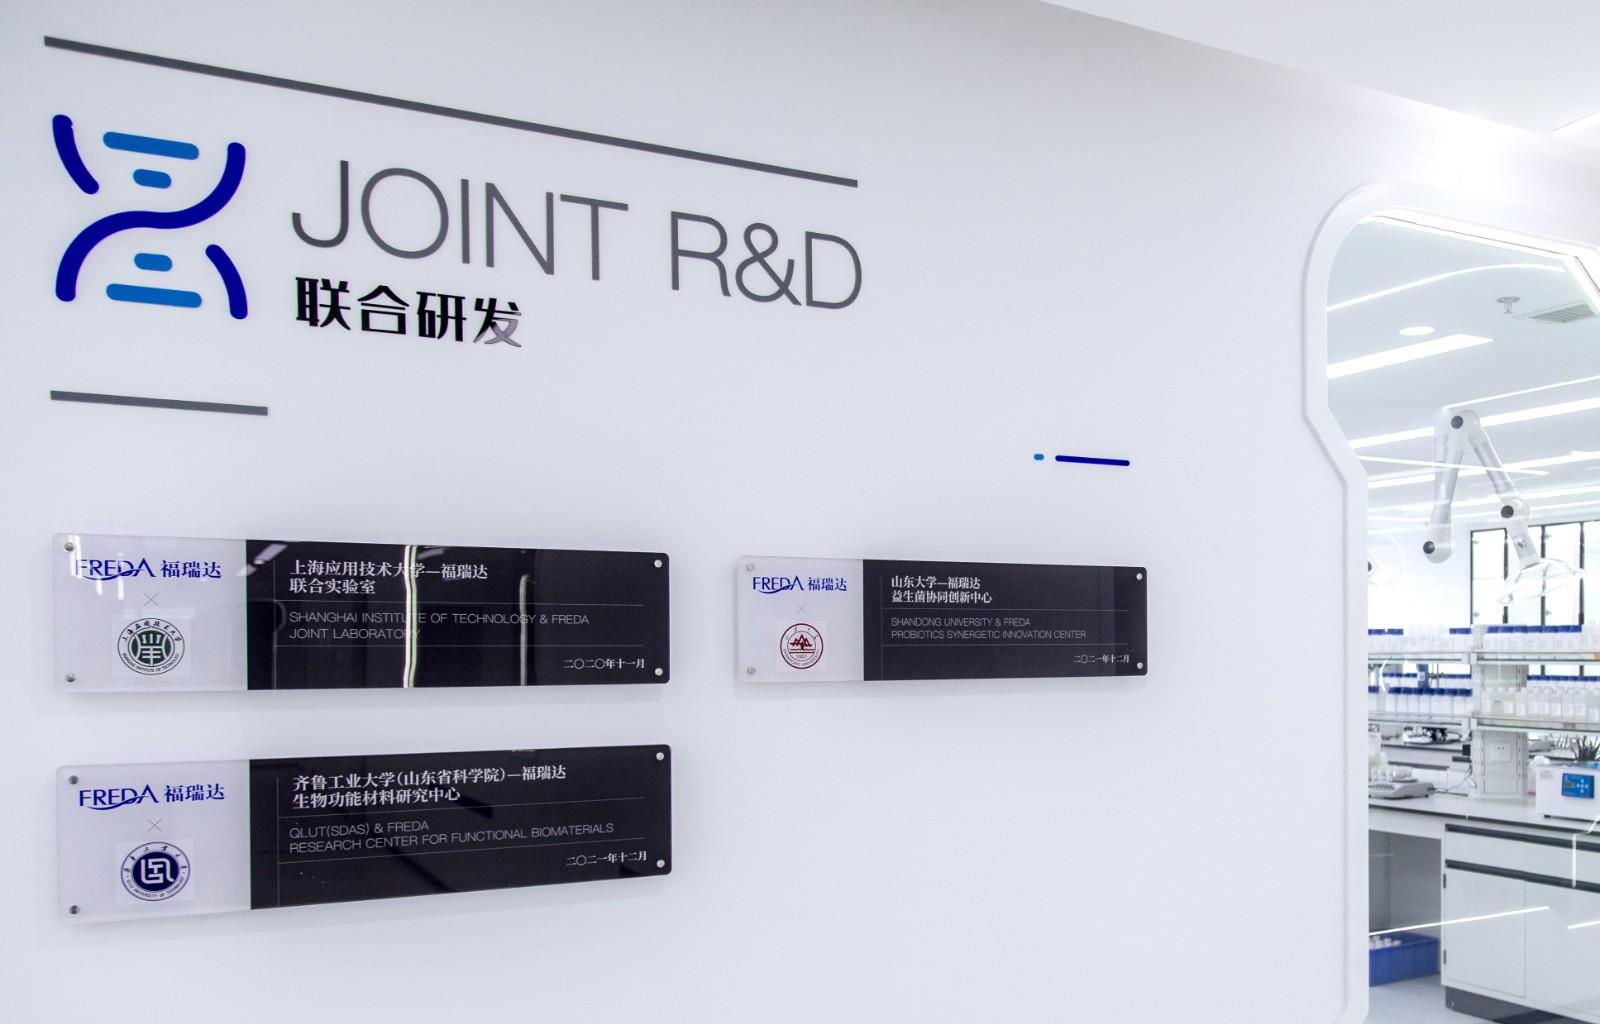 JOINT R&D
联合研发
FREDA 福瑞达
×
上海应用技术大学—福瑞达
联合实验室
SHANGHAI INSTITUTE OF TECHNOLOGY & FREDA
JOINT LABORATORY
二〇二〇年十一月
FREDA 福瑞达
×
山东大学—福瑞达
益生菌协同创新中心
SHANDONG UNIVERSITY & FREDA
PROBIOTICS SYNERGETIC INNOVATION CENTER
二〇二一年十二月
FREDA 福瑞达
×
齐鲁工业大学(山东省科学院)—福瑞达
生物功能材料研究中心
QLUT(SDAS) & FREDA
RESEARCH CENTER FOR FUNCTIONAL BIOMATERIALS
二〇二一年十二月